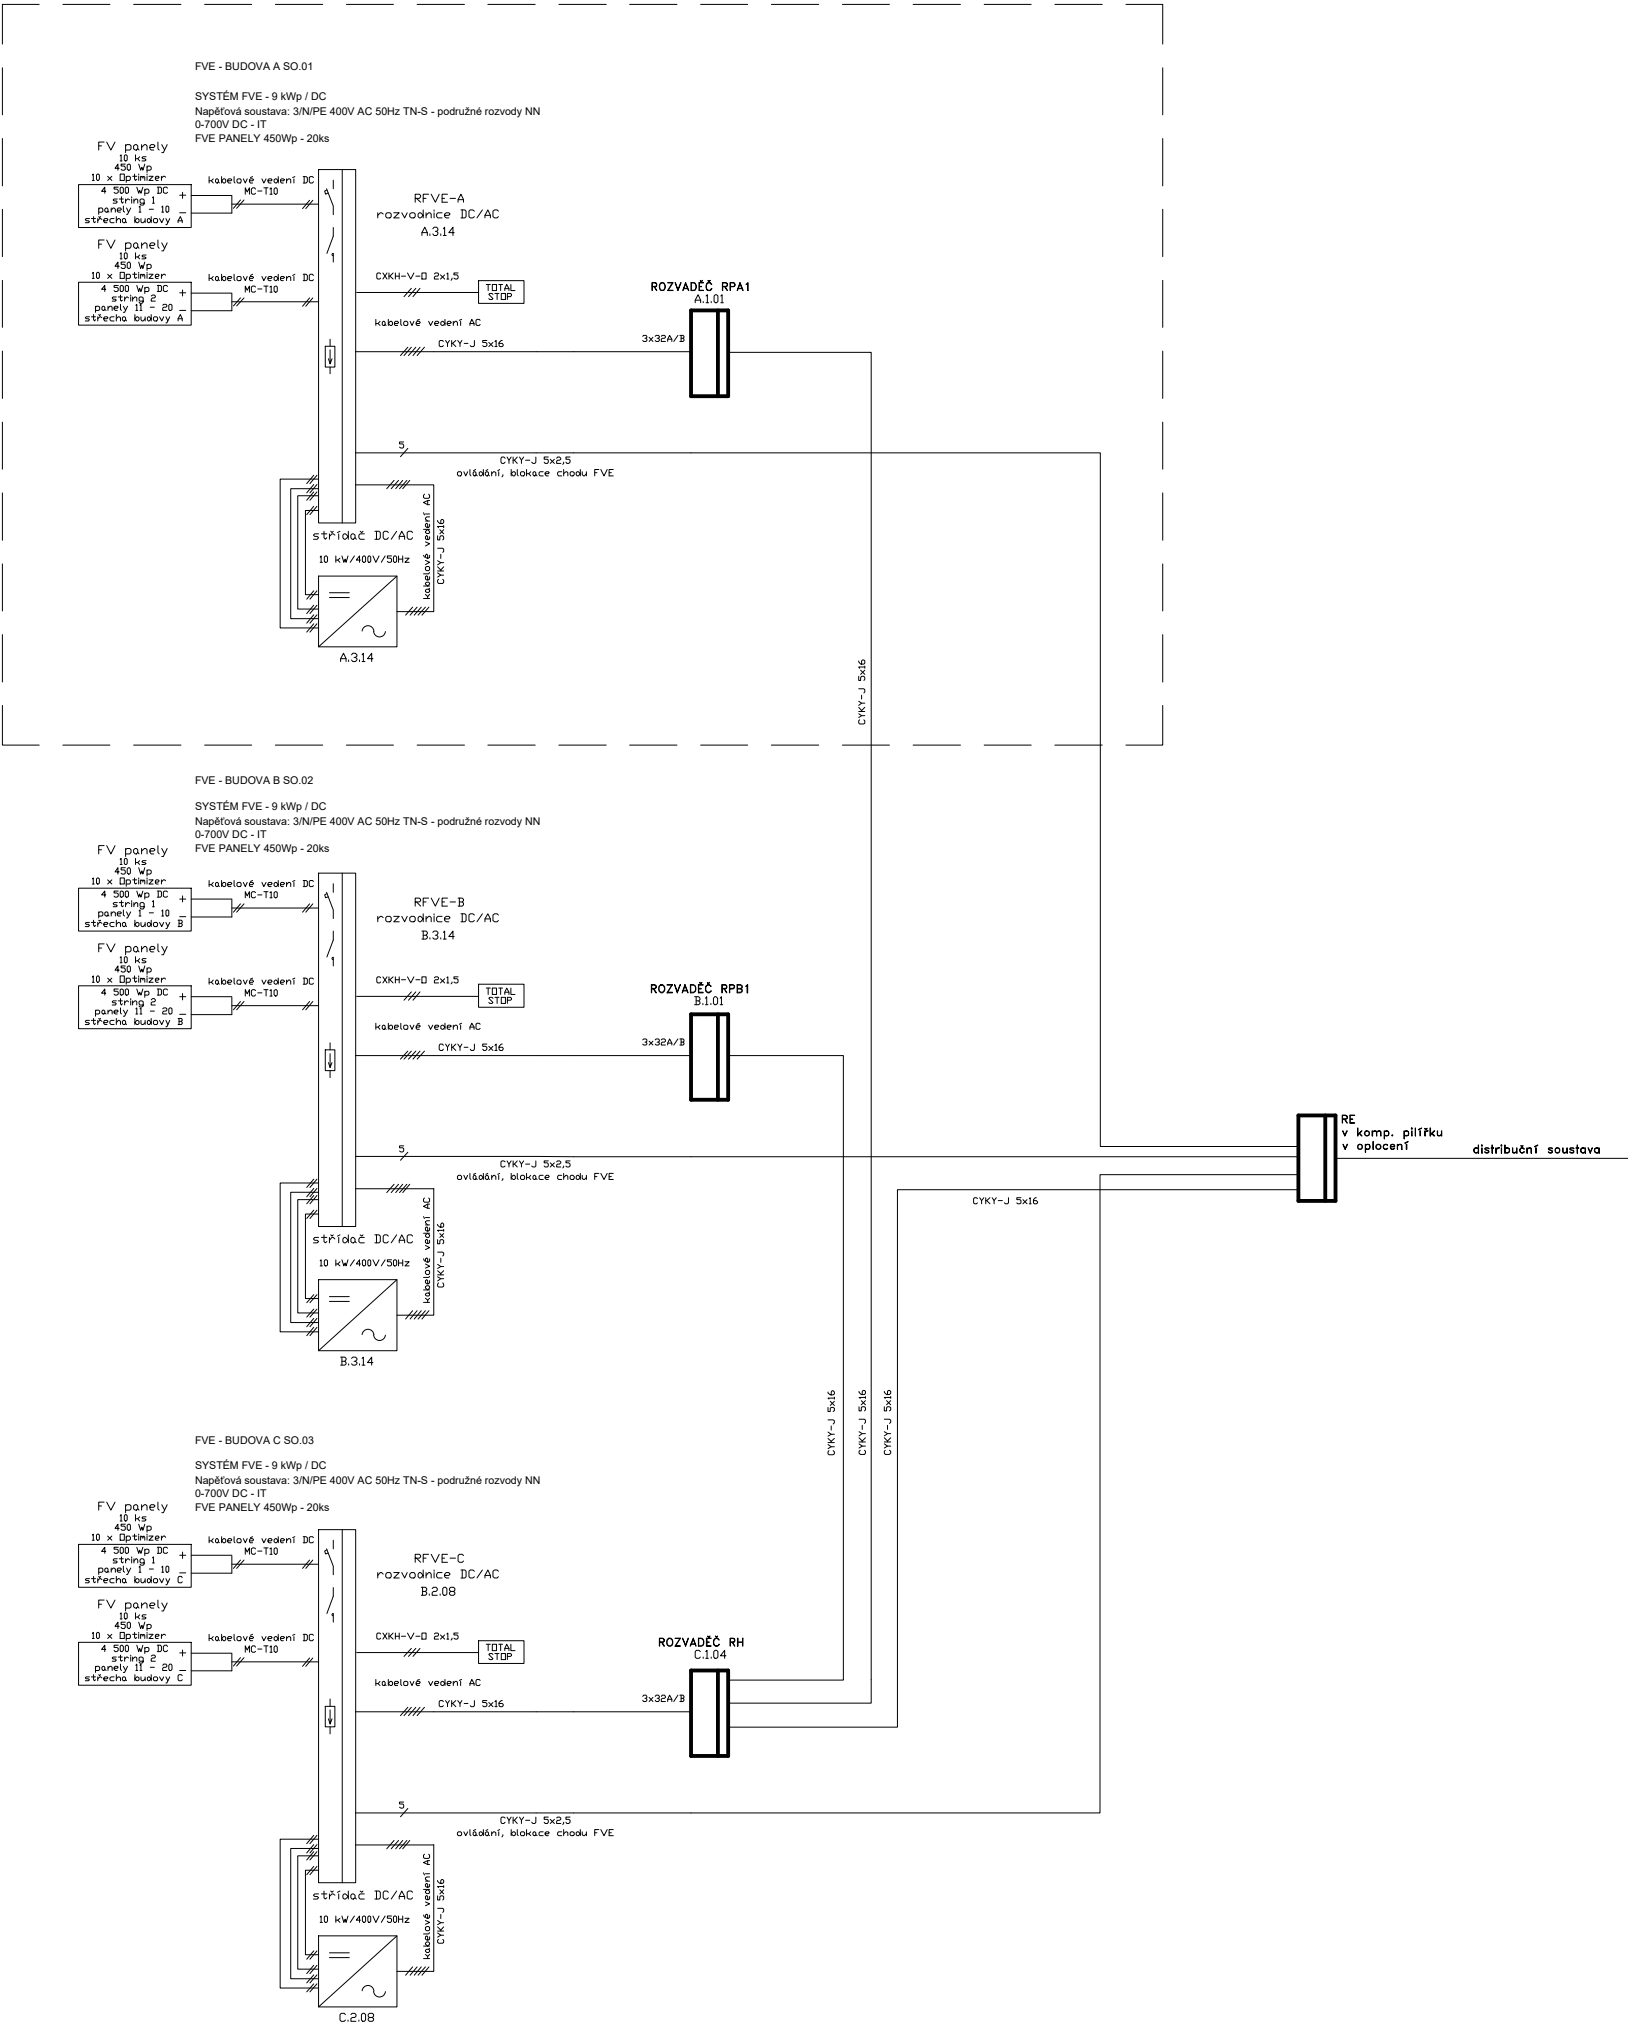 FVE - BUDOVA A SO.01
SYSTÉM FVE - 9 kWp / DC
Napěťová soustava: 3/N/PE 400V AC 50Hz TN-S - podružné rozvody NN
0-700V DC - IT
FVE PANELY 450Wp - 20ks
FV panely
10 ks
450 Wp
10 x Optimizer
4 500 Wp DC
string 1
panely 1 - 10
střecha budovy A
+
–
kabelové vedení DC
MC-T10
FV panely
10 ks
450 Wp
10 x Optimizer
4 500 Wp DC
string 2
panely 11 - 20
střecha budovy A
+
–
kabelové vedení DC
MC-T10
RFVE-A
rozvodnice DC/AC
A.3.14
CXKH-V-O 2x1,5
TOTAL
STOP
kabelové vedení AC
CYKY-J 5x16
ROZVADĚČ RPA1
A.1.01
3x32A/B
5
CYKY-J 5x2,5
ovládání, blokace chodu FVE
střídač DC/AC
10 kW/400V/50Hz
kabelové vedení AC
CYKY-J 5x16
A.3.14
CYKY-J 5x16
FVE - BUDOVA B SO.02
SYSTÉM FVE - 9 kWp / DC
Napěťová soustava: 3/N/PE 400V AC 50Hz TN-S - podružné rozvody NN
0-700V DC - IT
FVE PANELY 450Wp - 20ks
FV panely
10 ks
450 Wp
10 x Optimizer
4 500 Wp DC
string 1
panely 1 - 10
střecha budovy B
+
–
kabelové vedení DC
MC-T10
FV panely
10 ks
450 Wp
10 x Optimizer
4 500 Wp DC
string 2
panely 11 - 20
střecha budovy B
+
–
kabelové vedení DC
MC-T10
RFVE-B
rozvodnice DC/AC
B.3.14
CXKH-V-O 2x1,5
TOTAL
STOP
kabelové vedení AC
CYKY-J 5x16
ROZVADĚČ RPB1
B.1.01
3x32A/B
5
CYKY-J 5x2,5
ovládání, blokace chodu FVE
střídač DC/AC
10 kW/400V/50Hz
kabelové vedení AC
CYKY-J 5x16
B.3.14
RE
v komp. pilířku
v oplocení
distribuční soustava
CYKY-J 5x16
CYKY-J 5x16
CYKY-J 5x16
CYKY-J 5x16
FVE - BUDOVA C SO.03
SYSTÉM FVE - 9 kWp / DC
Napěťová soustava: 3/N/PE 400V AC 50Hz TN-S - podružné rozvody NN
0-700V DC - IT
FVE PANELY 450Wp - 20ks
FV panely
10 ks
450 Wp
10 x Optimizer
4 500 Wp DC
string 1
panely 1 - 10
střecha budovy C
+
–
kabelové vedení DC
MC-T10
FV panely
10 ks
450 Wp
10 x Optimizer
4 500 Wp DC
string 2
panely 11 - 20
střecha budovy C
+
–
kabelové vedení DC
MC-T10
RFVE-C
rozvodnice DC/AC
B.2.08
CXKH-V-O 2x1,5
TOTAL
STOP
kabelové vedení AC
CYKY-J 5x16
ROZVADĚČ RH
C.1.04
3x32A/B
5
CYKY-J 5x2,5
ovládání, blokace chodu FVE
střídač DC/AC
10 kW/400V/50Hz
kabelové vedení AC
CYKY-J 5x16
C.2.08